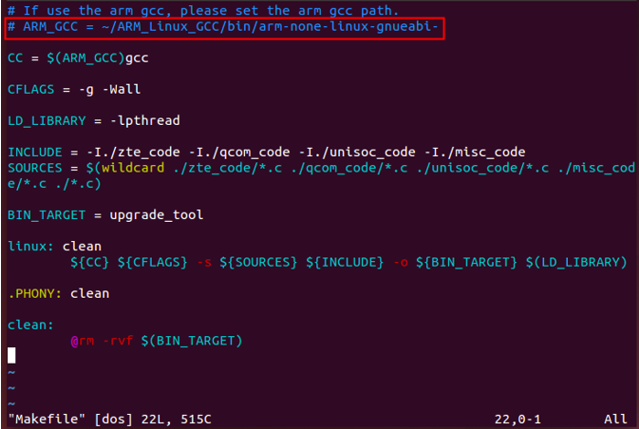 # If use the arm gcc, please set the arm gcc path.
# ARM_GCC = ~/ARM_Linux_GCC/bin/arm-none-linux-gnueabi-
CC = $(ARM_GCC)gcc
CFLAGS = -g -Wall
LD_LIBRARY = -lpthread
INCLUDE = -I./zte_code -I./qcom_code -I./unisoc_code -I./misc_code
SOURCES = $(wildcard ./zte_code/*.c ./qcom_code/*.c ./unisoc_code/*.c ./misc_cod
e/*.c ./*.c)
BIN_TARGET = upgrade_tool
linux: clean
${CC} ${CFLAGS} -s ${SOURCES} ${INCLUDE} -o ${BIN_TARGET} $(LD_LIBRARY)
.PHONY: clean
clean:
@rm -rvf $(BIN_TARGET)
~
~
~
"Makefile" [dos] 22L, 515C 22,0-1 All